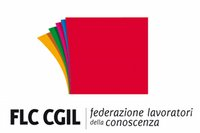 FLC CGIL
federazione lavoratori
della conoscenza